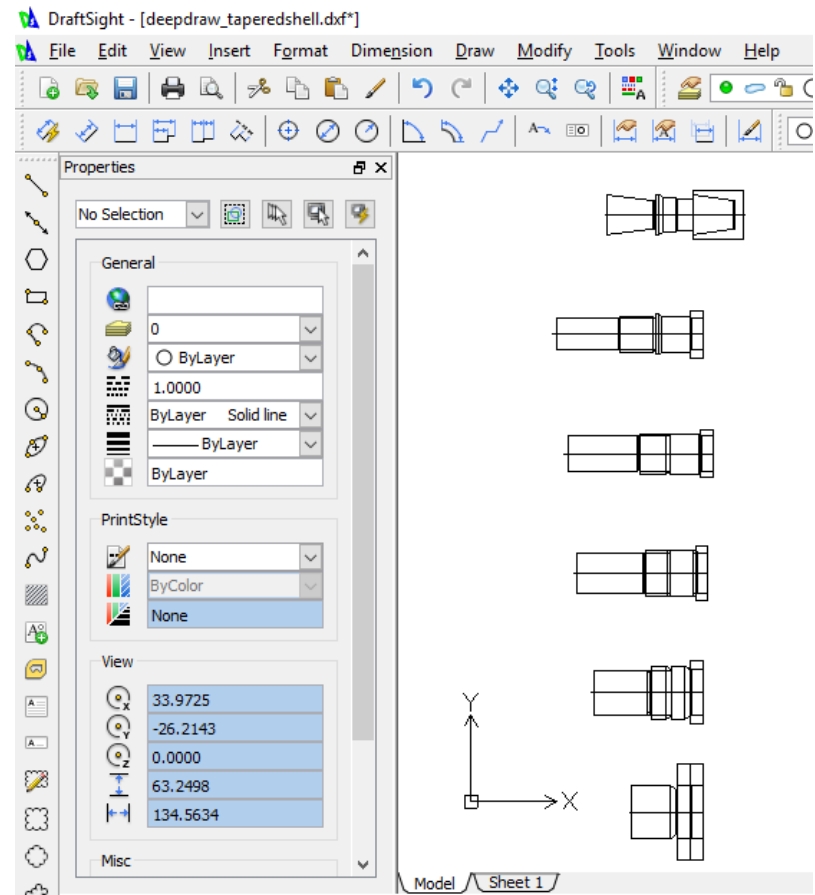 DraftSight - [deepdraw_taperedshell.dxf*]
File Edit View Insert Format Dimension Draw Modify Tools Window Help
A
A
Properties
No Selection
General
0
ByLayer
1.0000
ByLayer Solid line
ByLayer
ByLayer
PrintStyle
None
ByColor
None
View
x 33.9725
Y -26.2143
z 0.0000
63.2498
134.5634
Misc
Y
X
Model Sheet 1